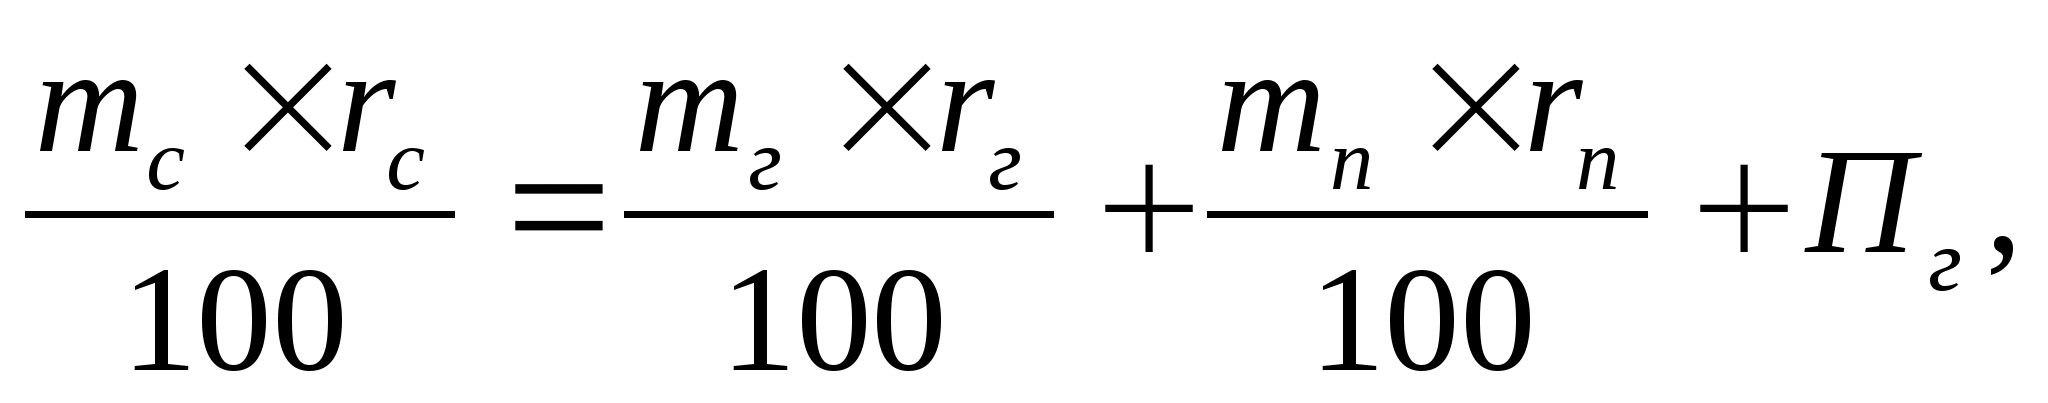 m_с × r_с / 100 = m_г × r_г / 100 + m_п × r_п / 100 + П_г ,